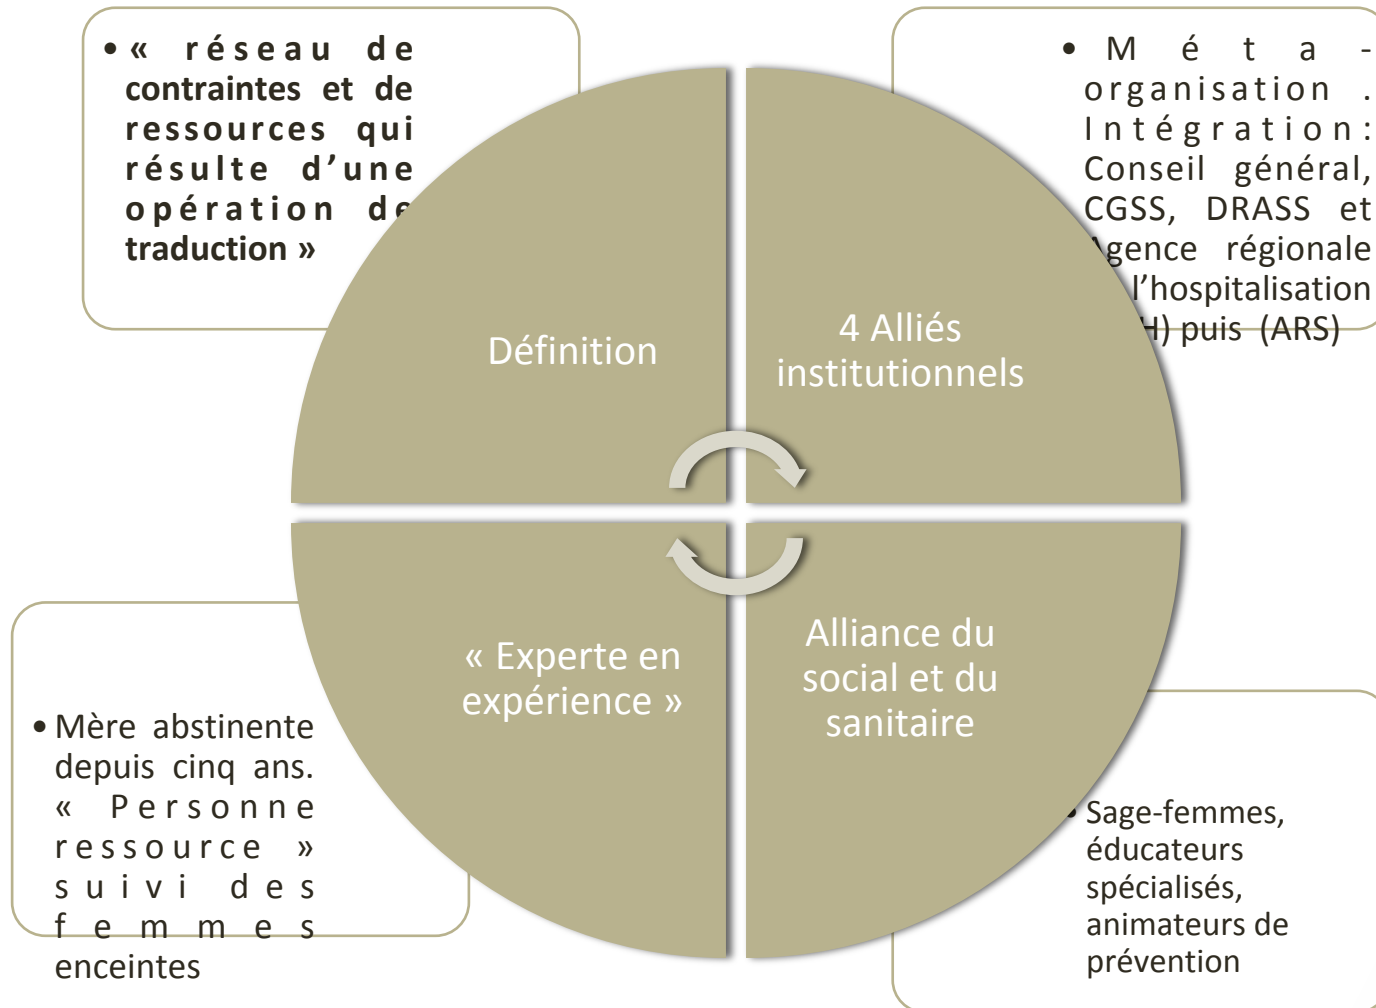 • « réseau de
contraintes et de
ressources qui
résulte d’une
opération de
traduction »
• Méta-
organisation .
Intégration:
Conseil général,
CGSS, DRASS et
Agence régionale
l’hospitalisation
H) puis (ARS)
Définition
4 Alliés
institutionnels
« Experte en
expérience »
Alliance du
social et du
sanitaire
• Mère abstinente
depuis cinq ans.
« Personne
ressource »
suivi des
femmes
enceintes
• Sage-femmes,
éducateurs
spécialisés,
animateurs de
prévention